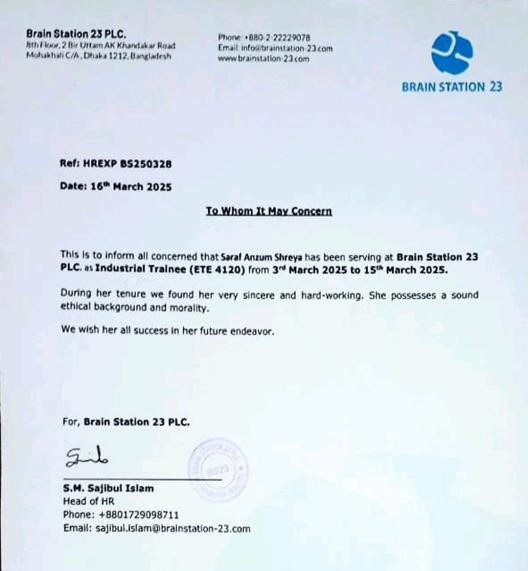 Brain Station 23 PLC.
8th Floor, 2 Bir Uttam AK Khandakar Road
Mohakhali C/A, Dhaka 1212, Bangladesh
Phone: +880-2-22229078
Email: info@brainstation-23.com
www.brainstation-23.com
BRAIN STATION 23
Ref: HREXP BS250328
Date: 16th March 2025
To Whom It May Concern
This is to inform all concerned that Saraf Anzum Shreya has been serving at Brain Station 23
PLC. as Industrial Trainee (ETE 4120) from 3rd March 2025 to 15th March 2025.
During her tenure we found her very sincere and hard-working. She possesses a sound
ethical background and morality.
We wish her all success in her future endeavor.
For, Brain Station 23 PLC.
S.M. Sajibul Islam
Head of HR
Phone: +8801729098711
Email: sajibul.islam@brainstation-23.com